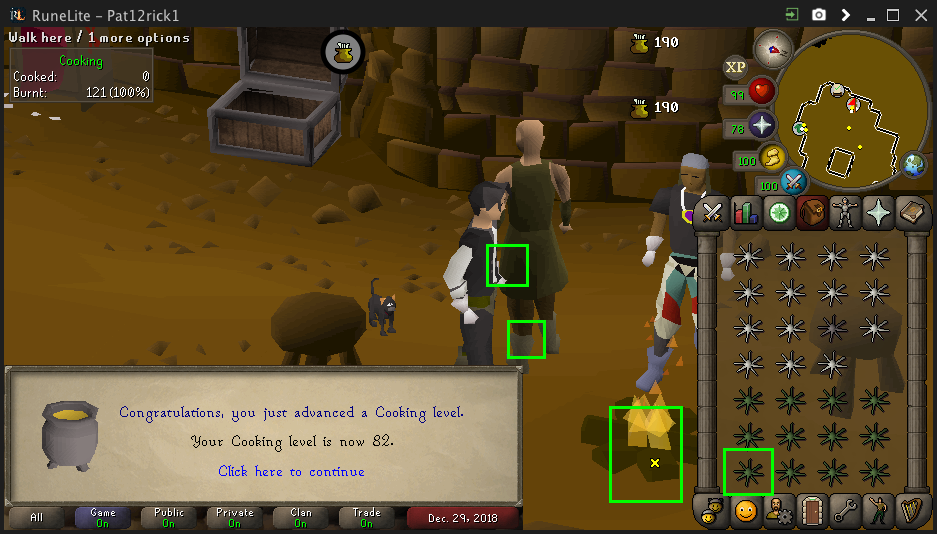 RuneLite - Pat12rick1
Walk here / 1 more options
Cooking
Cooked: 0
Burnt: 121 (100%)
190
190
XP
99
78
100
100
Congratulations, you just advanced a Cooking level.
Your Cooking level is now 82.
Click here to continue
All
Game
On
Public
On
Private
On
Clan
On
Trade
On
Dec. 29, 2018